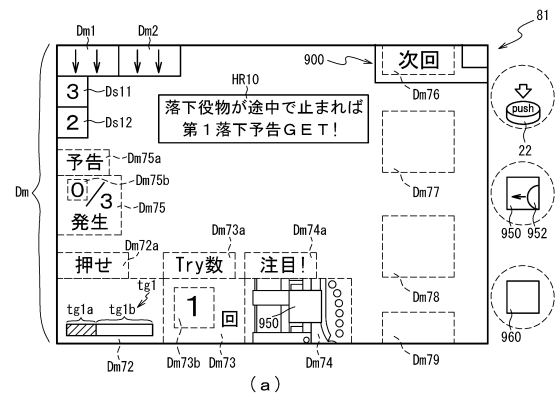 Dm1
Dm2
81
↓ ↓
↓ ↓
900
次回
HR10
3
Ds11
2
Ds12
落下役物が途中で止まれば
第1落下予告GET!
Dm76
push
22
予告
Dm75a
Dm75b
0/3
Dm75
発生
Dm
Dm77
950
952
Dm73a
Dm74a
押せ
Dm72a
Try数
注目!
Dm78
tg1
tg1a
tg1b
1
回
950
960
Dm72
Dm73b
Dm73
Dm74
Dm79
(a)